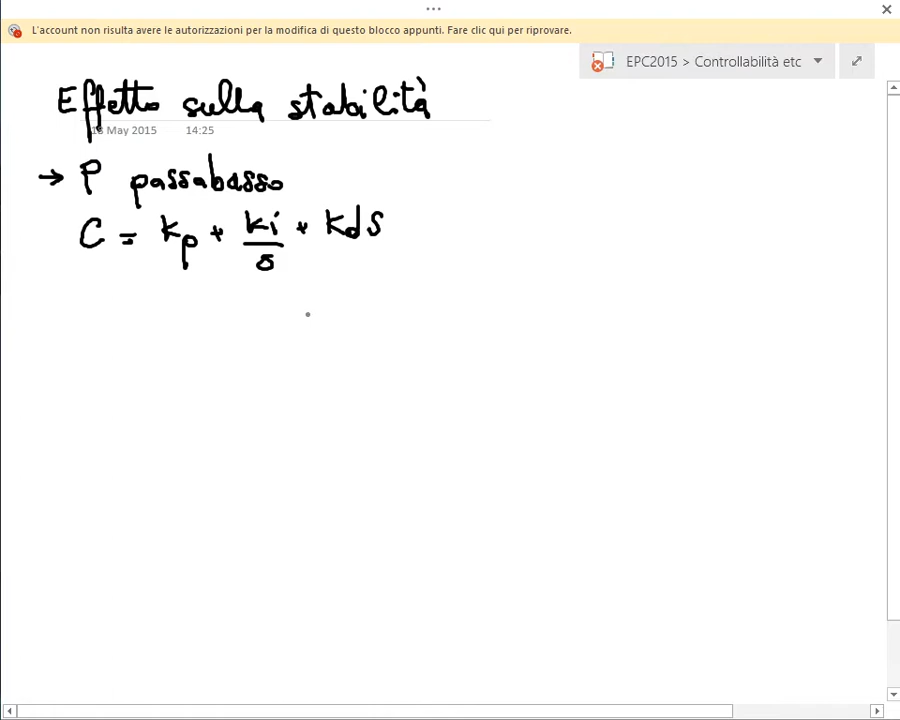 L'account non risulta avere le autorizzazioni per la modifica di questo blocco appunti. Fare clic qui per riprovare.
EPC2015 > Controllabilità etc
Effetto sulla stabilità
May 2015 14:25
→ P passabasso
C = kp + ki/s + kds